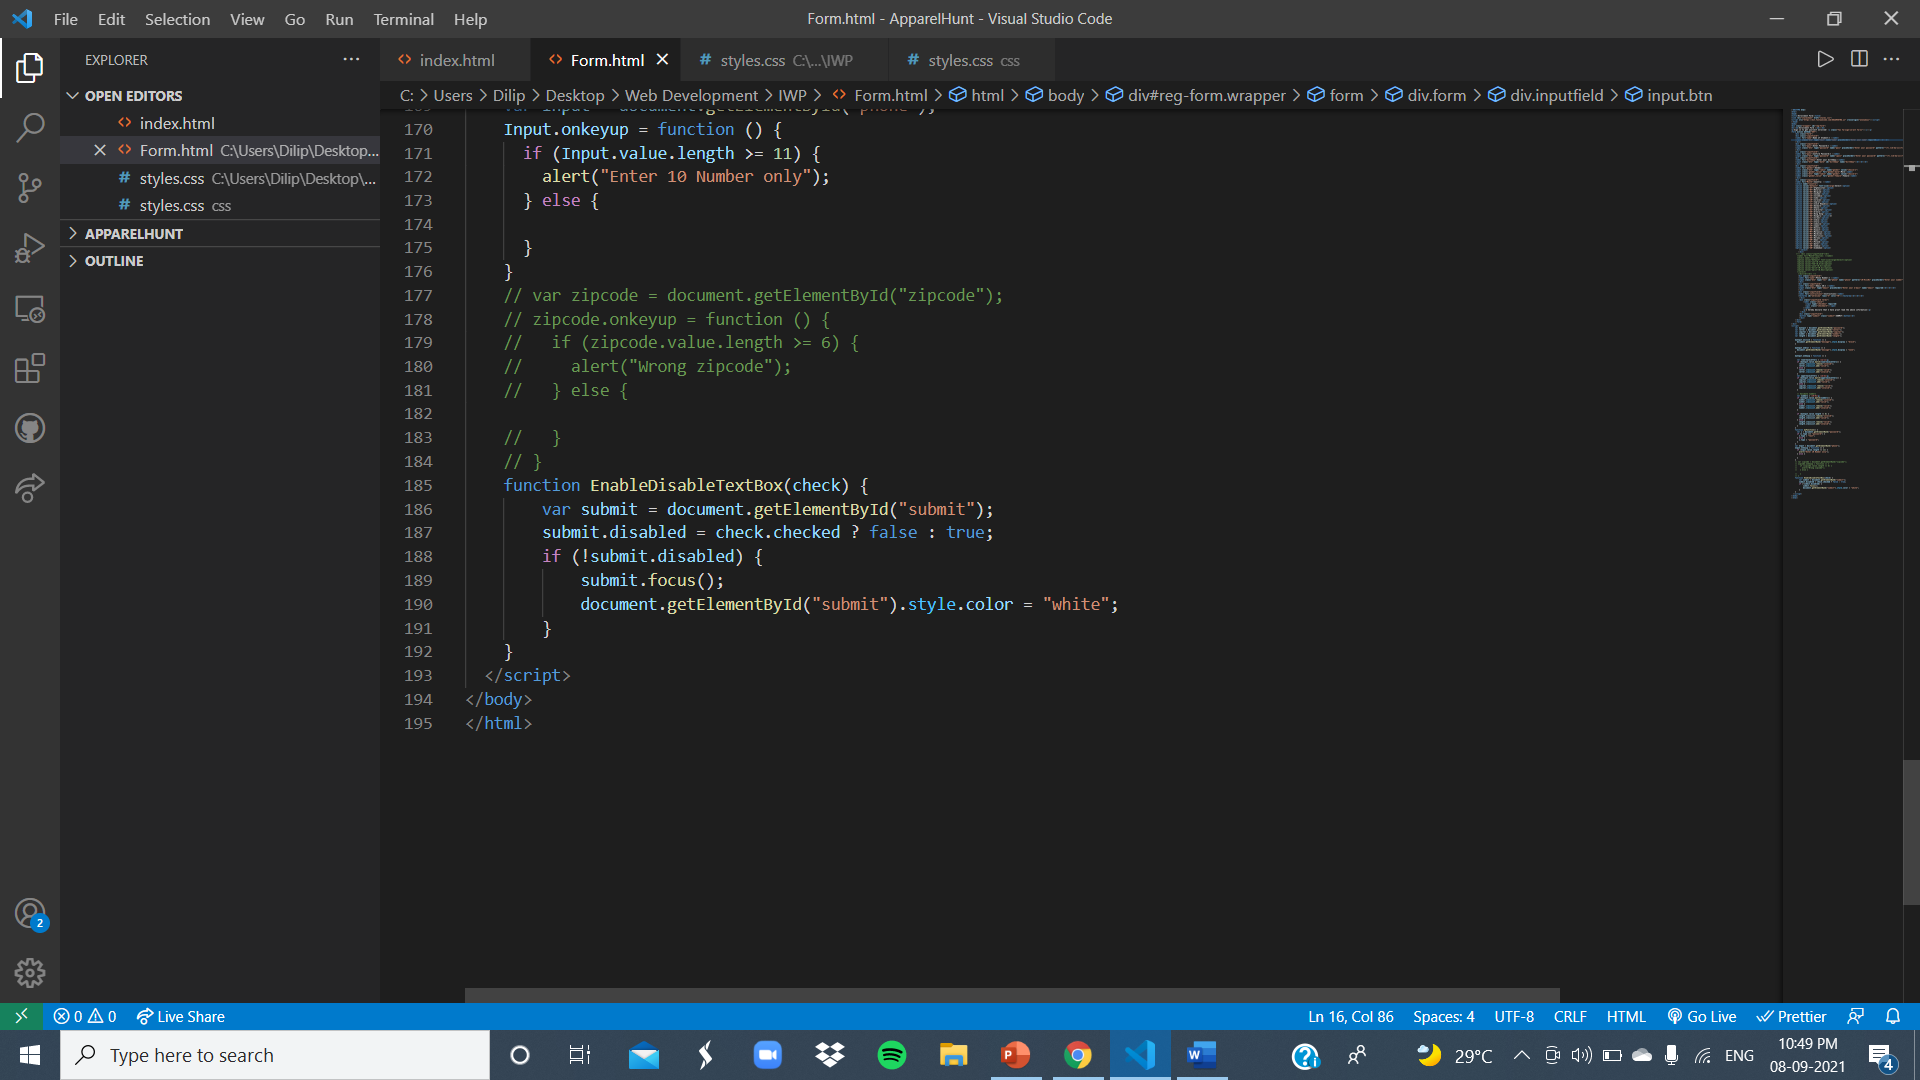 File Edit Selection View Go Run Terminal Help
Form.html - ApparelHunt - Visual Studio Code
EXPLORER
OPEN EDITORS
index.html
Form.html C:\Users\Dilip\Desktop...
styles.css C:\Users\Dilip\Desktop\...
styles.css css
APPARELHUNT
OUTLINE
index.html Form.html styles.css C:\...\IWP styles.css css
C: > Users > Dilip > Desktop > Web Development > IWP > Form.html > html > body > div#reg-form.wrapper > form > div.form > div.inputfield > input.btn
170 Input.onkeyup = function () {
171 if (Input.value.length >= 11) {
172 alert("Enter 10 Number only");
173 } else {
174
175 }
176 }
177 // var zipcode = document.getElementById("zipcode");
178 // zipcode.onkeyup = function () {
179 // if (zipcode.value.length >= 6) {
180 // alert("Wrong zipcode");
181 // } else {
182
183 // }
184 // }
185 function EnableDisableTextBox(check) {
186 var submit = document.getElementById("submit");
187 submit.disabled = check.checked ? false : true;
188 if (!submit.disabled) {
189 submit.focus();
190 document.getElementById("submit").style.color = "white";
191 }
192 }
193 </script>
194 </body>
195 </html>
2
0 0 Live Share
Ln 16, Col 86 Spaces: 4 UTF-8 CRLF HTML Go Live Prettier
Type here to search
29°C ENG
10:49 PM
08-09-2021
4